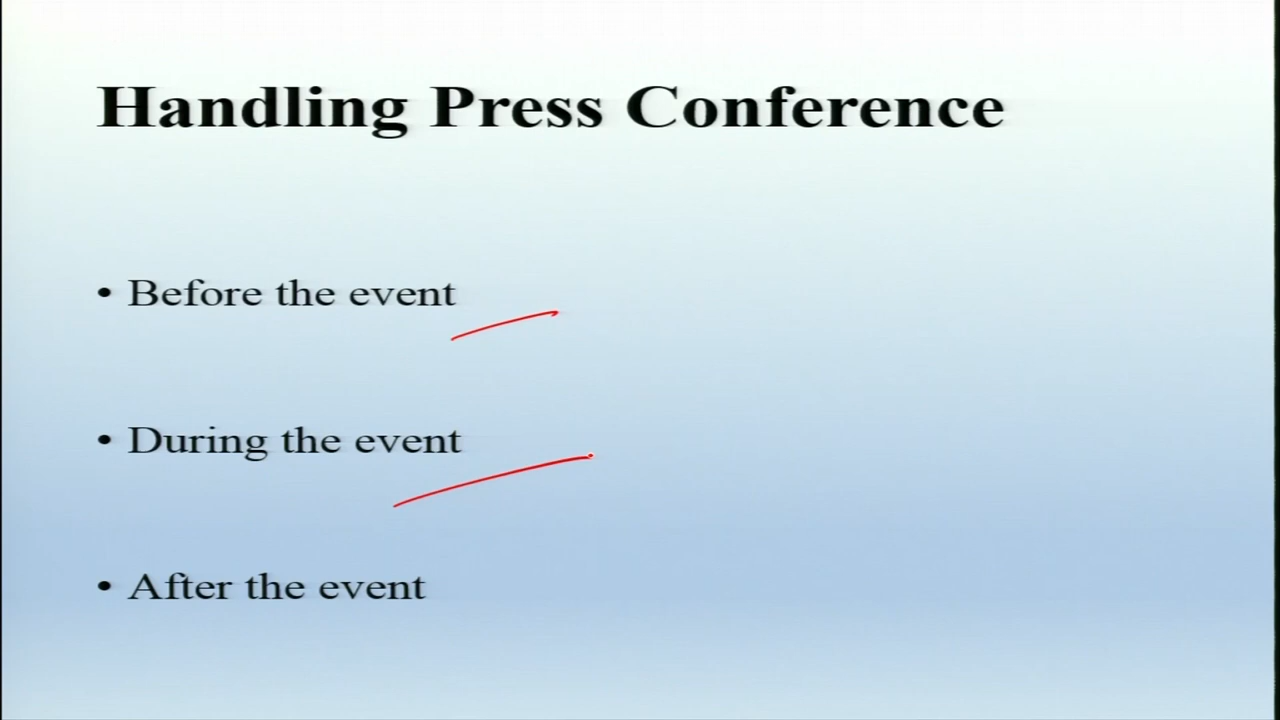 Handling Press Conference
• Before the event
• During the event
• After the event